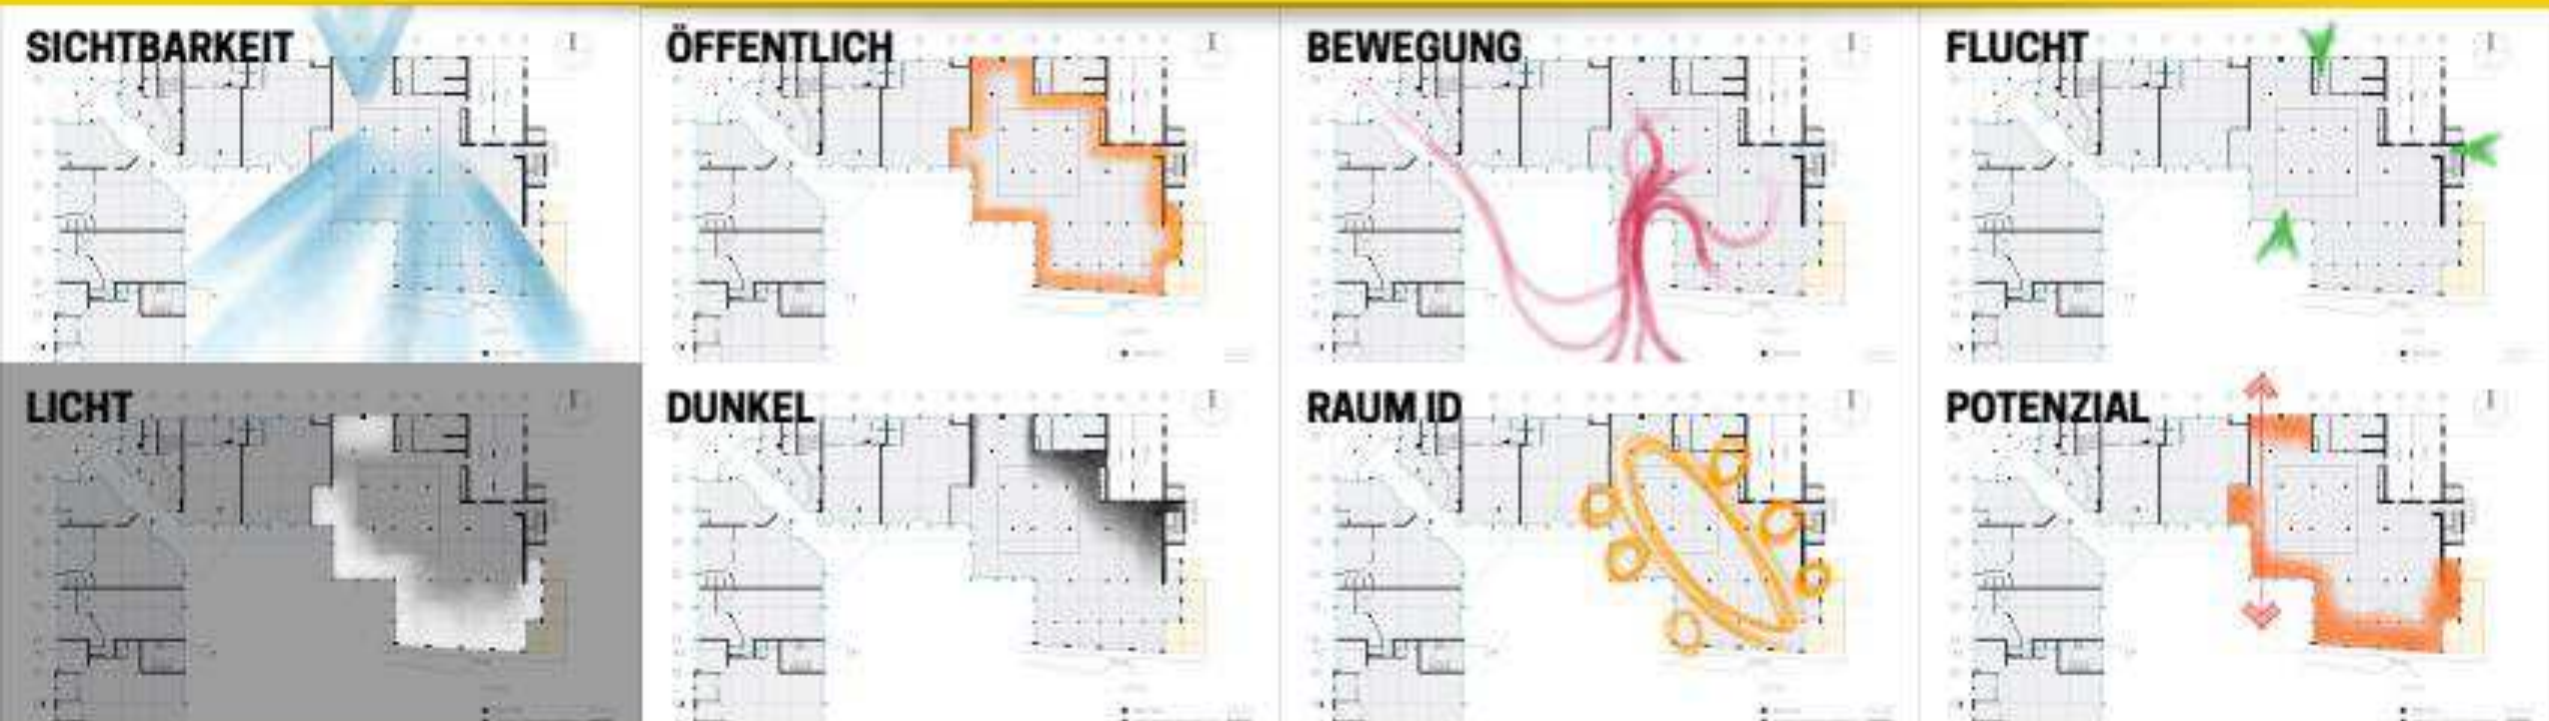 SICHTBARKEIT
ÖFFENTLICH
BEWEGUNG
FLUCHT
LICHT
DUNKEL
RAUM ID
POTENZIAL